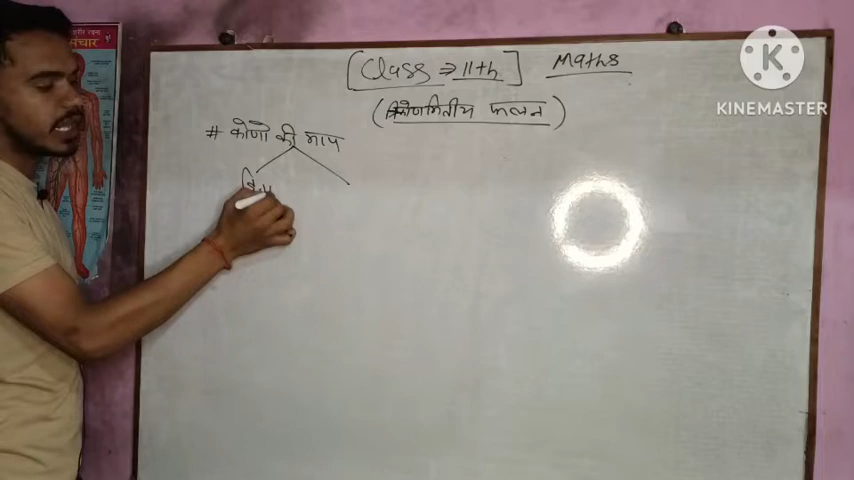 [Class ⇒ 11th] Maths
(त्रिकोणमितीय फलन)
# कोणों की माप
संचार
K
KINEMASTER